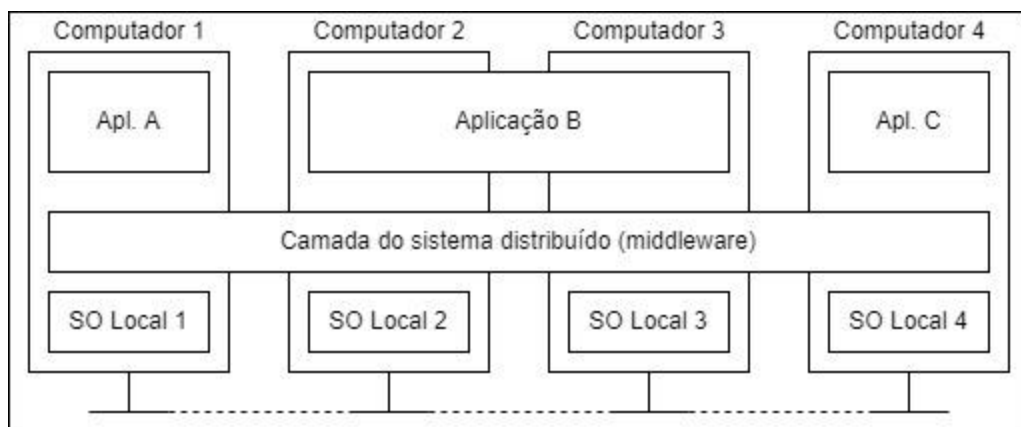 Computador 1
Computador 2
Computador 3
Computador 4
Apl. A
Aplicação B
Apl. C
Camada do sistema distribuído (middleware)
SO Local 1
SO Local 2
SO Local 3
SO Local 4